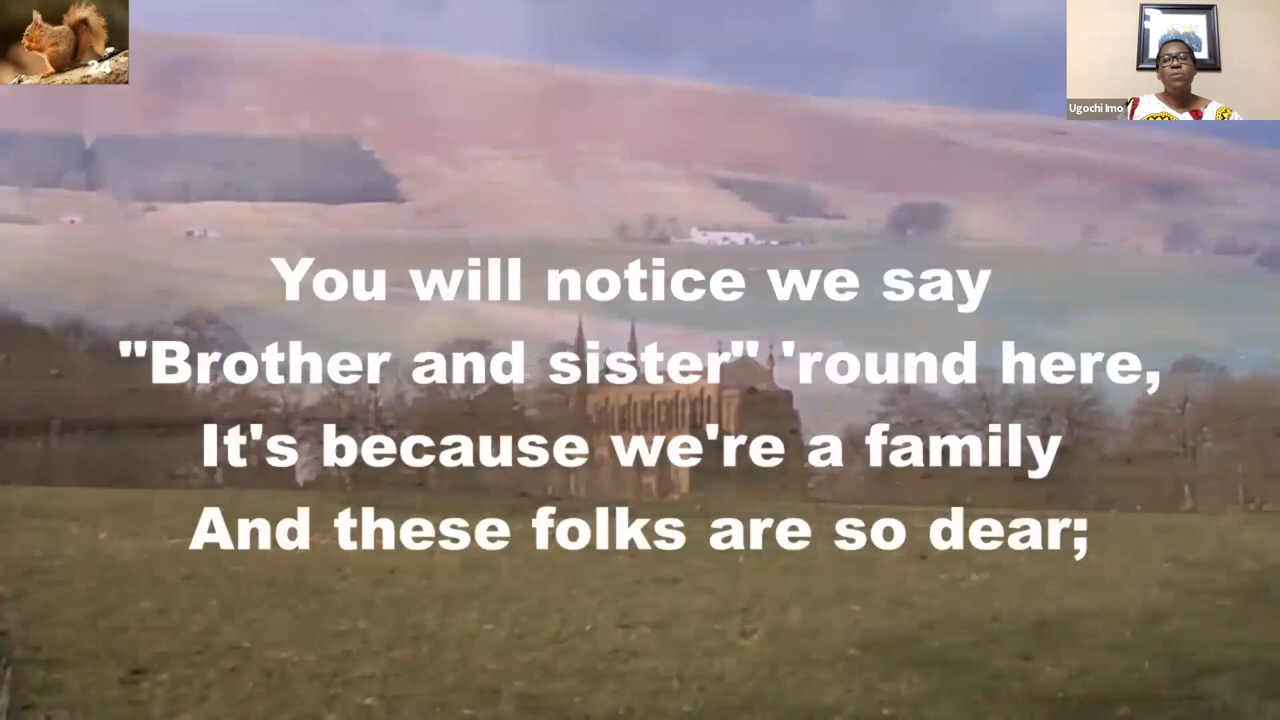 24
Ugochi Imo
You will notice we say
"Brother and sister" 'round here,
It's because we're a family
And these folks are so dear;